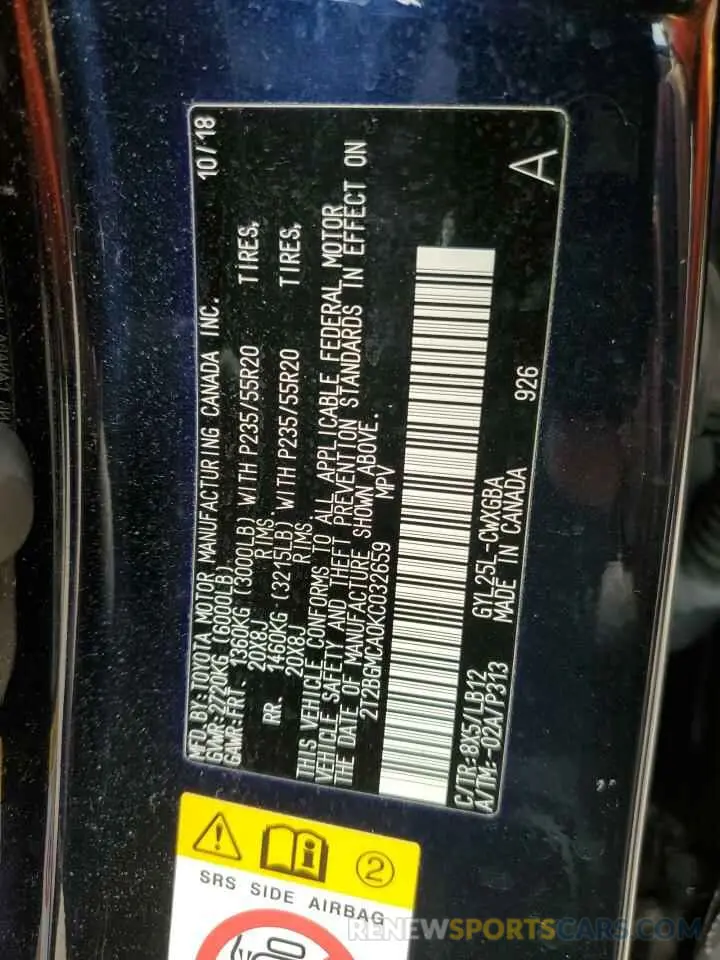 MFD. BY: TOYOTA MOTOR MANUFACTURING CANADA INC. 10/18
GVWR: 2720KG (6000LB)
GAWR: FRT. 1360KG (3000LB) WITH P235/55R20 TIRES,
20X8J RIMS,
RR. 1460KG (3215LB) WITH P235/55R20 TIRES,
20X8J RIMS
THIS VEHICLE CONFORMS TO ALL APPLICABLE FEDERAL MOTOR
VEHICLE SAFETY AND THEFT PREVENTION STANDARDS IN EFFECT ON
THE DATE OF MANUFACTURE SHOWN ABOVE.
2T2BGMCA0KC032659 MPV
A
C/TR: 8X5/LB12 GYL25L-CWXGBA 926
A/TM: -02A/P313 MADE IN CANADA
2
SRS SIDE AIRBAG
RENEWSPORTSCARS.COM